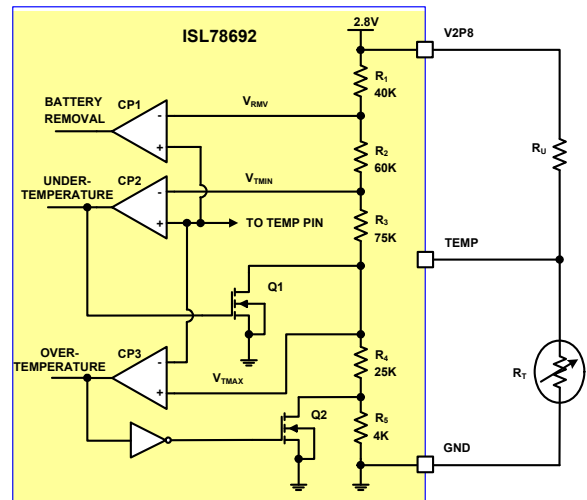 ISL78692
2.8V
V2P8
R1
40K
BATTERY
REMOVAL
CP1
-
+
VRMV
R2
60K
RU
UNDER-
TEMPERATURE
CP2
-
+
VTMIN
TO TEMP PIN
R3
75K
TEMP
Q1
OVER-
TEMPERATURE
CP3
-
+
VTMAX
R4
25K
RT
Q2
R5
4K
GND